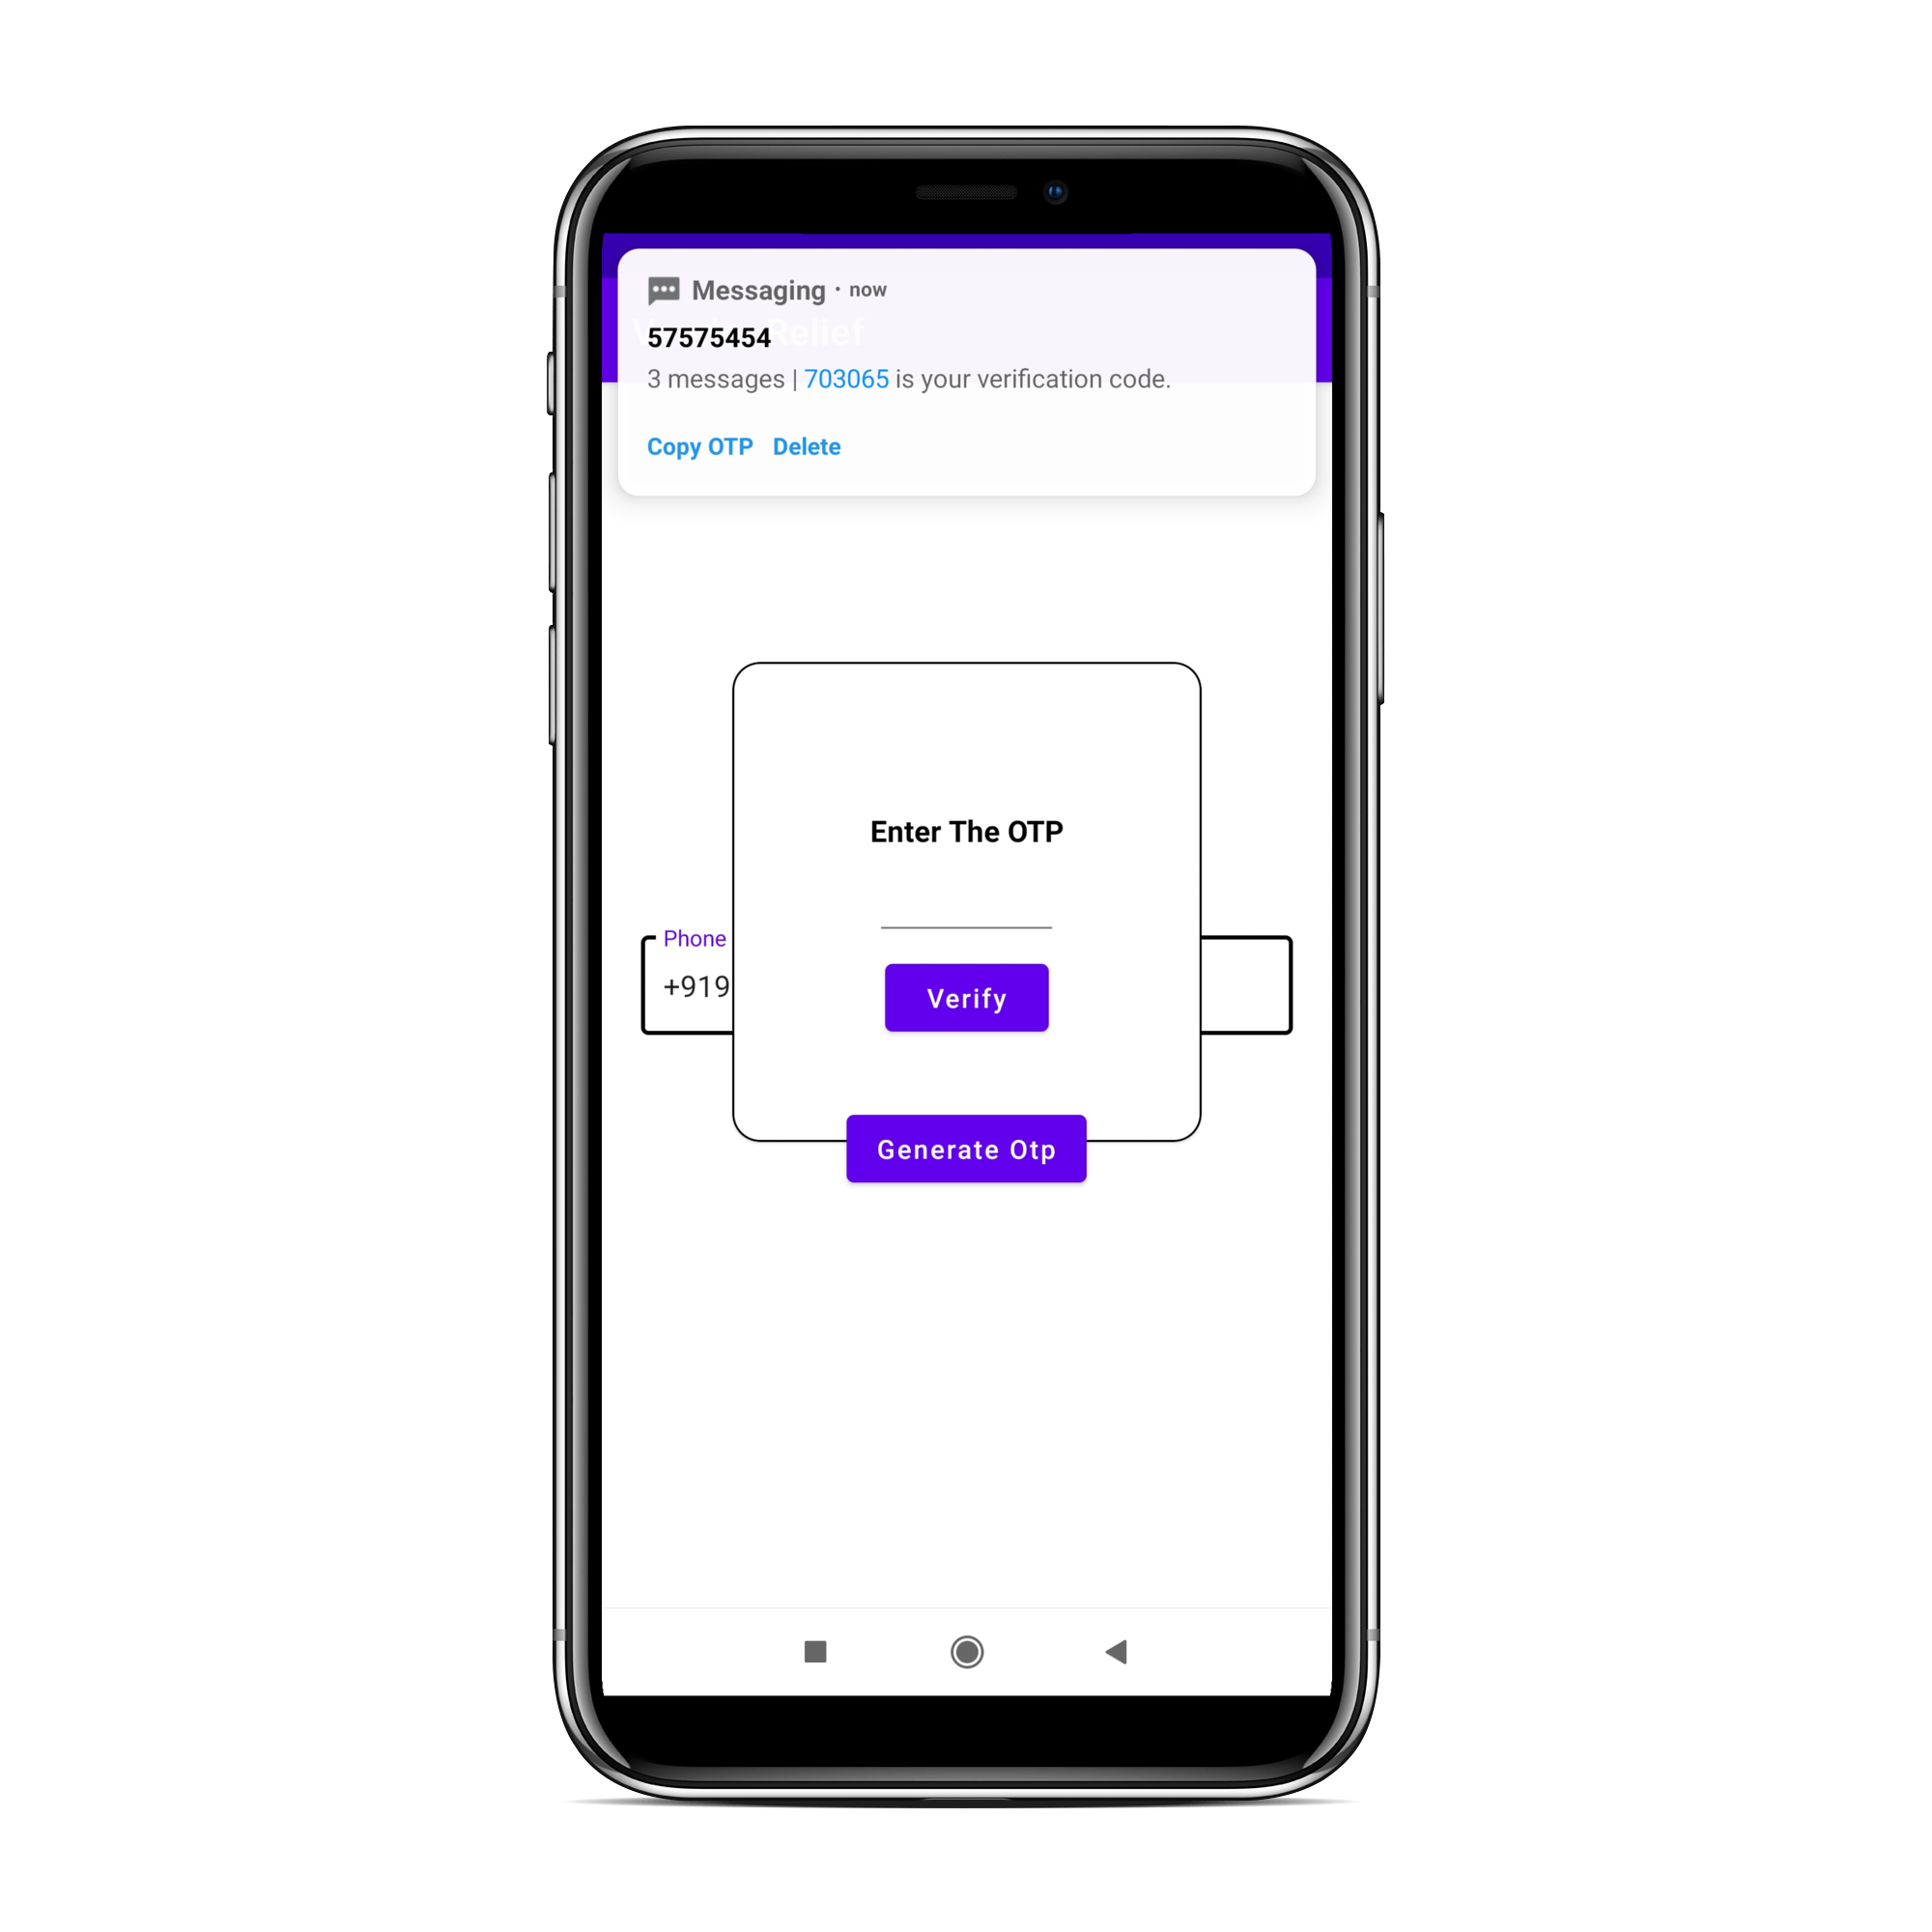 Messaging · now
Relief
57575454
3 messages | 703065 is your verification code.
Copy OTP Delete
Enter The OTP
Phone
+919
Verify
Generate Otp